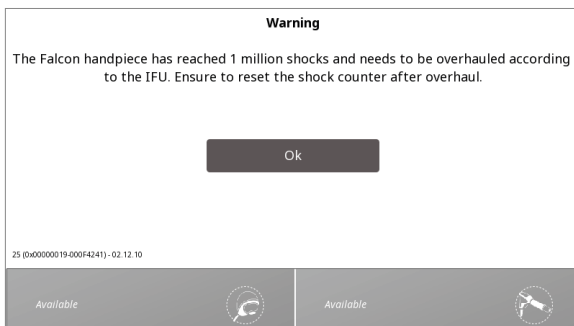 Warning
The Falcon handpiece has reached 1 million shocks and needs to be overhauled according
to the IFU. Ensure to reset the shock counter after overhaul.
Ok
25 (0x00000019-000F4241) - 02.12.10
Available
Available